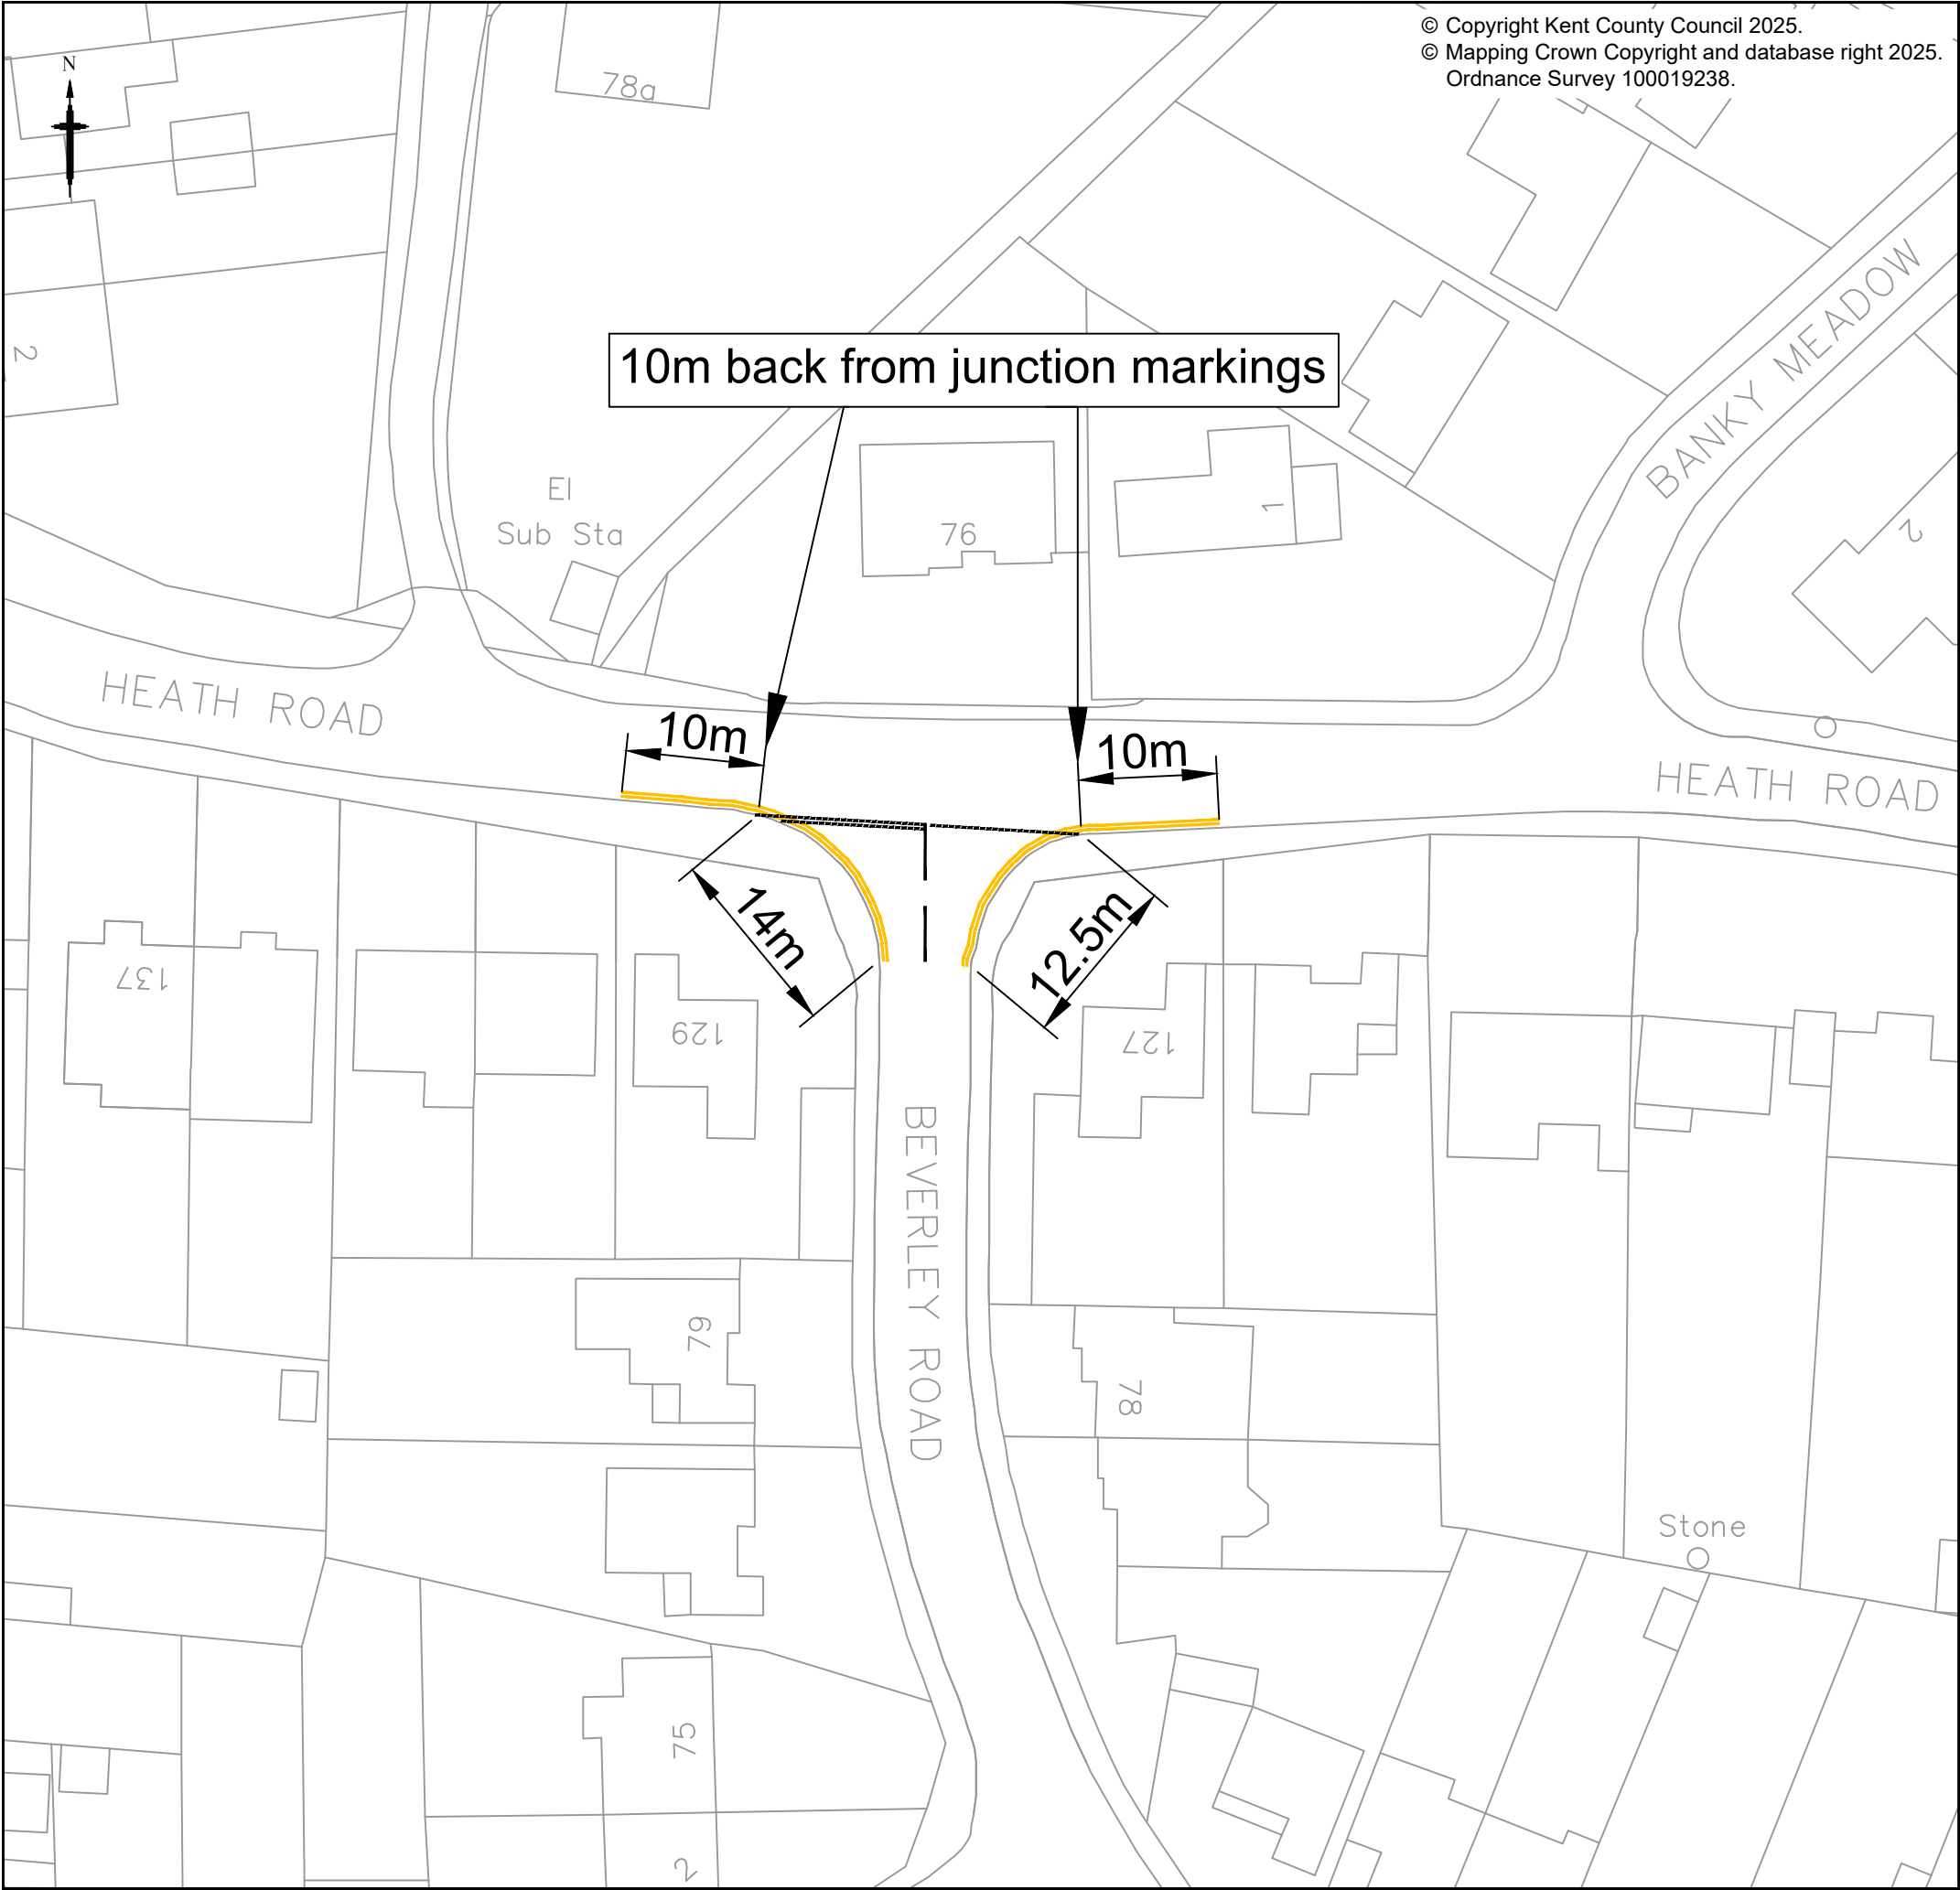 © Copyright Kent County Council 2025.
© Mapping Crown Copyright and database right 2025.
Ordnance Survey 100019238.
N
78a
2
BANKY MEADOW
10m back from junction markings
El
Sub Sta
76
1
2
HEATH ROAD
10m
10m
HEATH ROAD
14m
12.5m
137
129
127
BEVERLEY ROAD
79
78
Stone
75
2